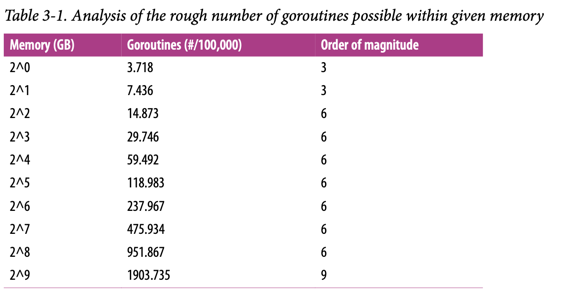 Table 3-1. Analysis of the rough number of goroutines possible within given memory
Memory (GB) Goroutines (#/100,000) Order of magnitude
2^0 3.718 3
2^1 7.436 3
2^2 14.873 6
2^3 29.746 6
2^4 59.492 6
2^5 118.983 6
2^6 237.967 6
2^7 475.934 6
2^8 951.867 6
2^9 1903.735 9